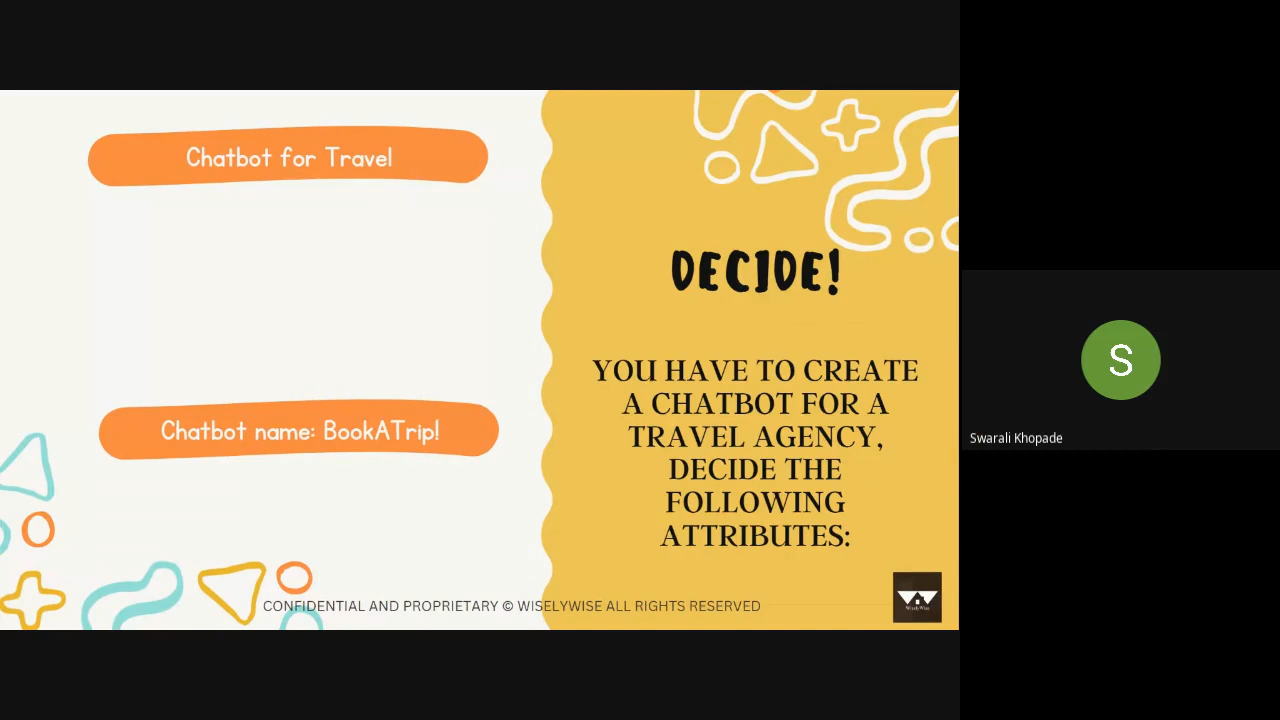 Chatbot for Travel
Chatbot name: BookATrip!
DECIDE!
YOU HAVE TO CREATE
A CHATBOT FOR A
TRAVEL AGENCY,
DECIDE THE
FOLLOWING
ATTRIBUTES:
CONFIDENTIAL AND PROPRIETARY © WISELYWISE ALL RIGHTS RESERVED
WiselyWise
S
Swarali Khopade